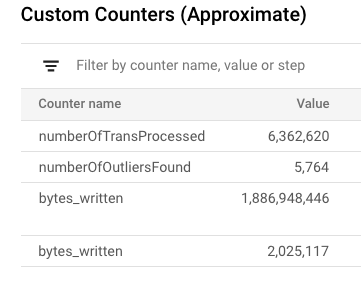 Custom Counters (Approximate)
Filter by counter name, value or step
Counter name Value
numberOfTransProcessed 6,362,620
numberOfOutliersFound 5,764
bytes_written 1,886,948,446
bytes_written 2,025,117